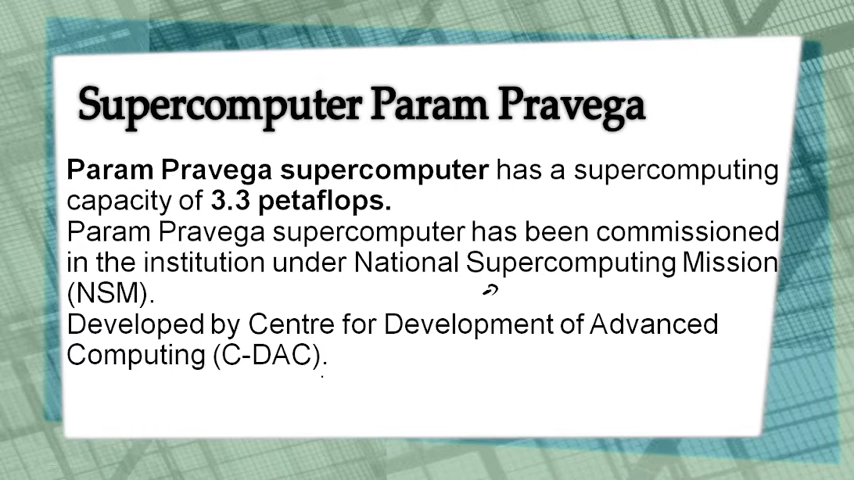 Supercomputer Param Pravega
Param Pravega supercomputer has a supercomputing
capacity of 3.3 petaflops.
Param Pravega supercomputer has been commissioned
in the institution under National Supercomputing Mission
(NSM).
Developed by Centre for Development of Advanced
Computing (C-DAC).